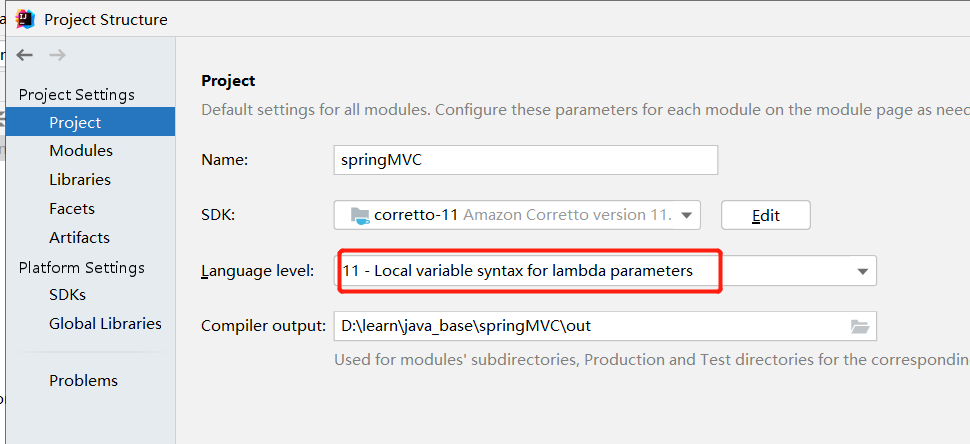 Project Structure
Project Settings
Project
Modules
Libraries
Facets
Artifacts
Platform Settings
SDKs
Global Libraries
Problems
Project
Default settings for all modules. Configure these parameters for each module on the module page as need
Name: springMVC
SDK: corretto-11 Amazon Corretto version 11. Edit
Language level: 11 - Local variable syntax for lambda parameters
Compiler output: D:\learn\java_base\springMVC\out
Used for modules' subdirectories, Production and Test directories for the correspondin